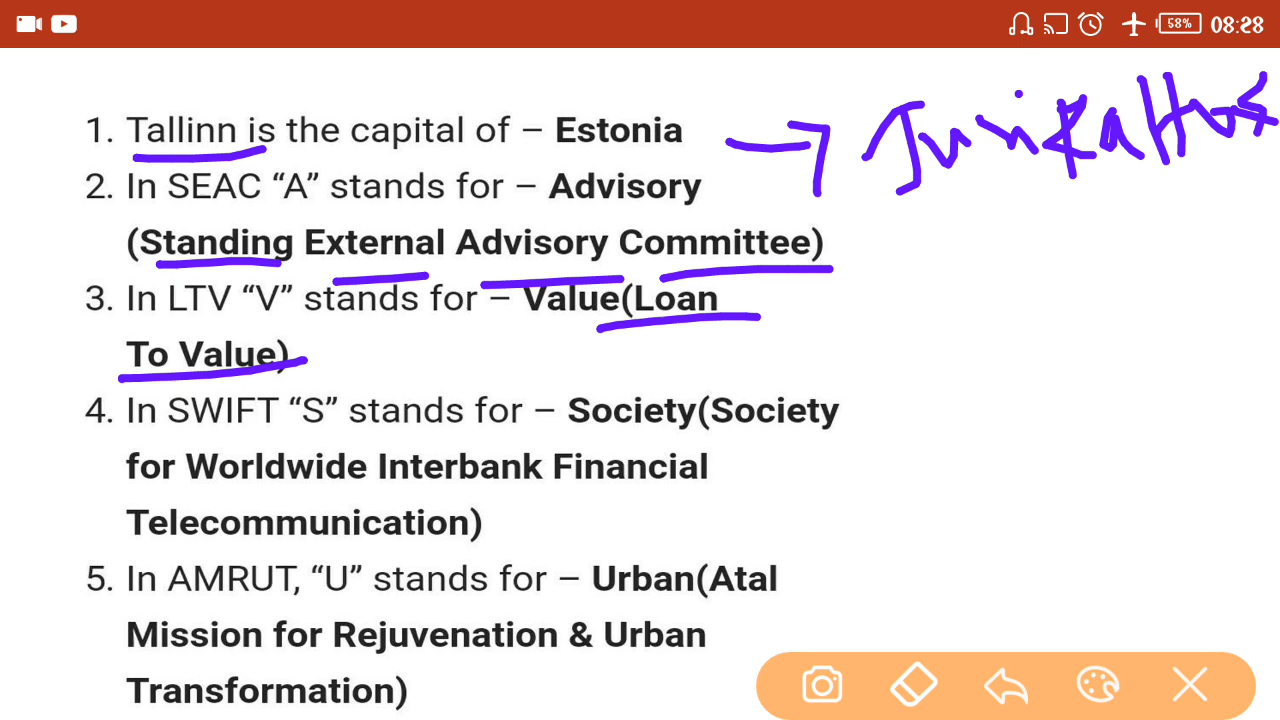 58% 08:28
1. Tallinn is the capital of – Estonia
2. In SEAC “A” stands for – Advisory
(Standing External Advisory Committee)
3. In LTV “V” stands for – Value(Loan
To Value)
4. In SWIFT “S” stands for – Society(Society
for Worldwide Interbank Financial
Telecommunication)
5. In AMRUT, “U” stands for – Urban(Atal
Mission for Rejuvenation & Urban
Transformation)